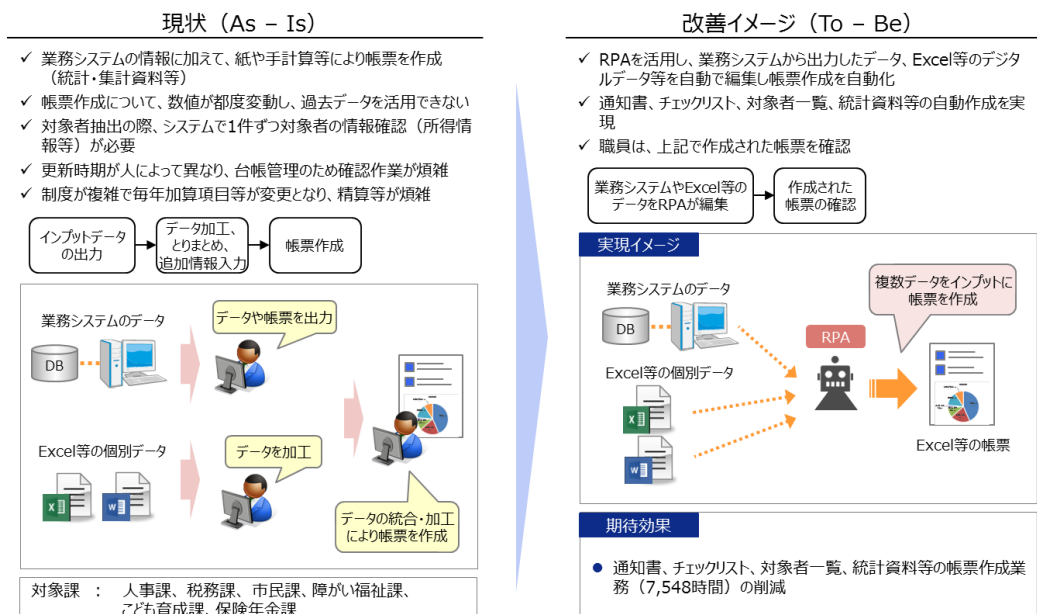 現状（As – Is）
✓ 業務システムの情報に加えて、紙や手計算等により帳票を作成
（統計・集計資料等）
✓ 帳票作成について、数値が都度変動し、過去データを活用できない
✓ 対象者抽出の際、システムで1件ずつ対象者の情報確認（所得情
報等）が必要
✓ 更新時期が人によって異なり、台帳管理のため確認作業が煩雑
✓ 制度が複雑で毎年加算項目等が変更となり、精算等が煩雑
インプットデータ
の出力
データ加工、
とりまとめ、
追加情報入力
帳票作成
業務システムのデータ
DB
データや帳票を出力
Excel等の個別データ
データを加工
データの統合・加工
により帳票を作成
対象課 ： 人事課、税務課、市民課、障がい福祉課、
こども育成課、保険年金課
改善イメージ（To – Be）
✓ RPAを活用し、業務システムから出力したデータ、Excel等のデジタ
ルデータ等を自動で編集し帳票作成を自動化
✓ 通知書、チェックリスト、対象者一覧、統計資料等の自動作成を実
現
✓ 職員は、上記で作成された帳票を確認
業務システムやExcel等の
データをRPAが編集
作成された
帳票の確認
実現イメージ
業務システムのデータ
DB
Excel等の個別データ
RPA
複数データをインプットに
帳票を作成
Excel等の帳票
期待効果
● 通知書、チェックリスト、対象者一覧、統計資料等の帳票作成業
務（7,548時間）の削減